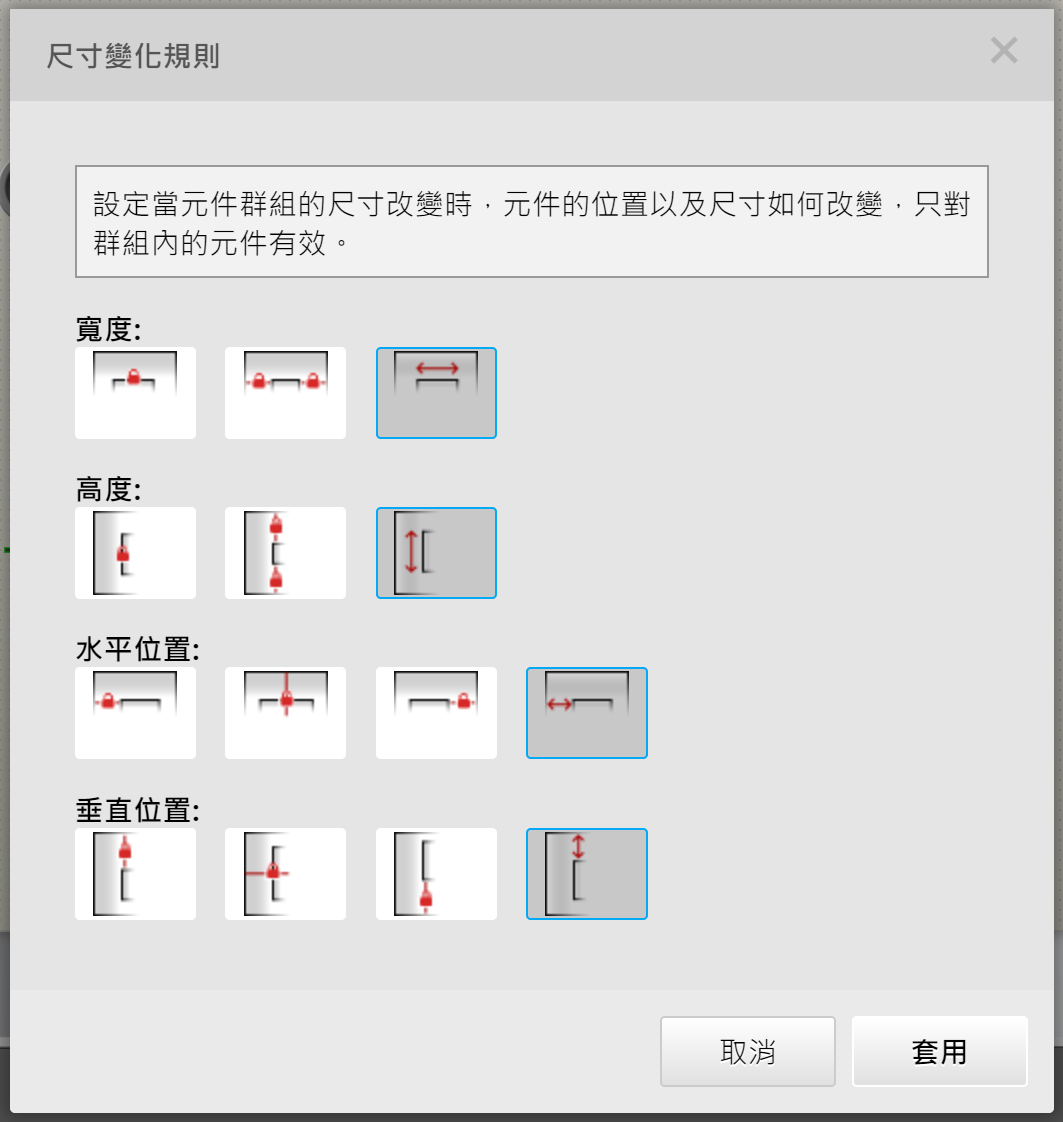 尺寸變化規則
設定當元件群組的尺寸改變時，元件的位置以及尺寸如何改變，只對
群組內的元件有效。
寬度:
高度:
水平位置:
垂直位置:
取消
套用